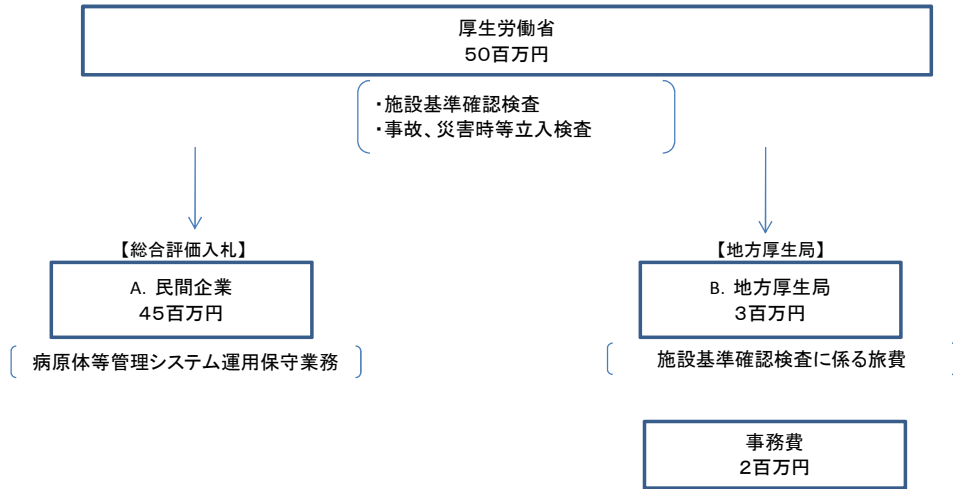 厚生労働省
50百万円
・施設基準確認検査
・事故、災害時等立入検査
【総合評価入札】
A. 民間企業
45百万円
病原体等管理システム運用保守業務
【地方厚生局】
B. 地方厚生局
3百万円
施設基準確認検査に係る旅費
事務費
2百万円